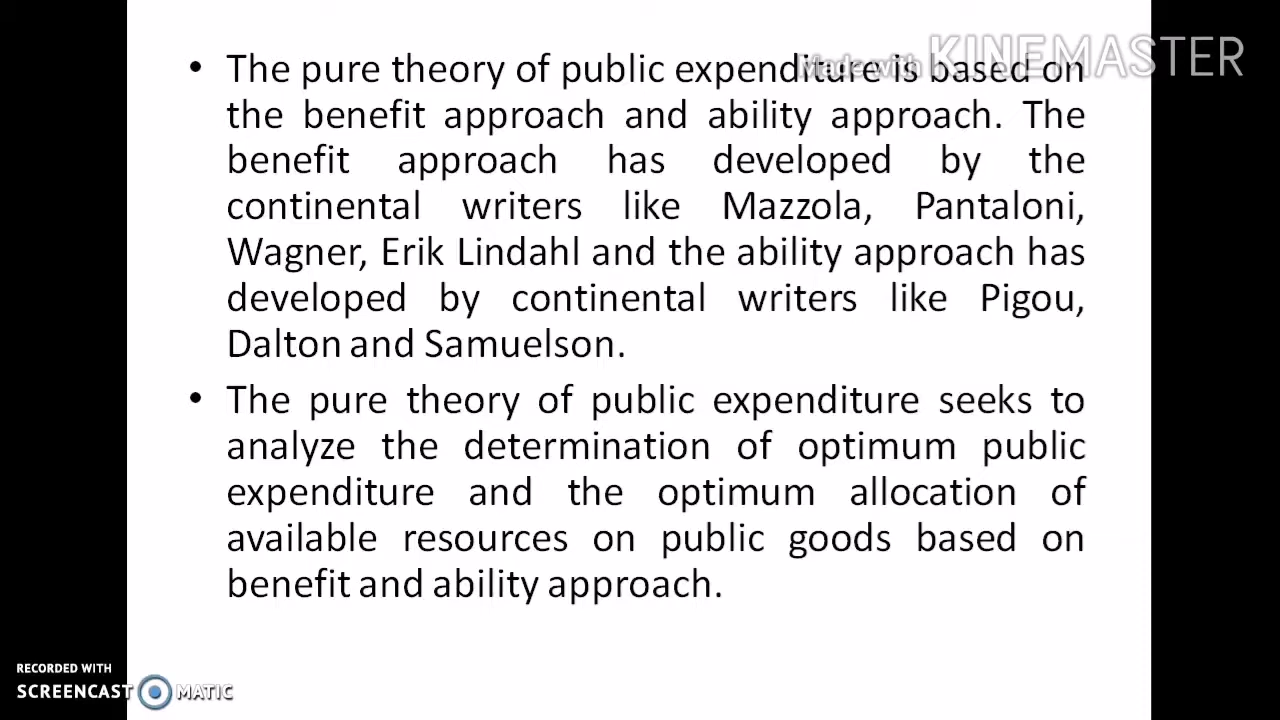 Made with KINEMASTER
• The pure theory of public expenditure is based on
the benefit approach and ability approach. The
benefit approach has developed by the
continental writers like Mazzola, Pantaloni,
Wagner, Erik Lindahl and the ability approach has
developed by continental writers like Pigou,
Dalton and Samuelson.
• The pure theory of public expenditure seeks to
analyze the determination of optimum public
expenditure and the optimum allocation of
available resources on public goods based on
benefit and ability approach.
RECORDED WITH
SCREENCAST MATIC